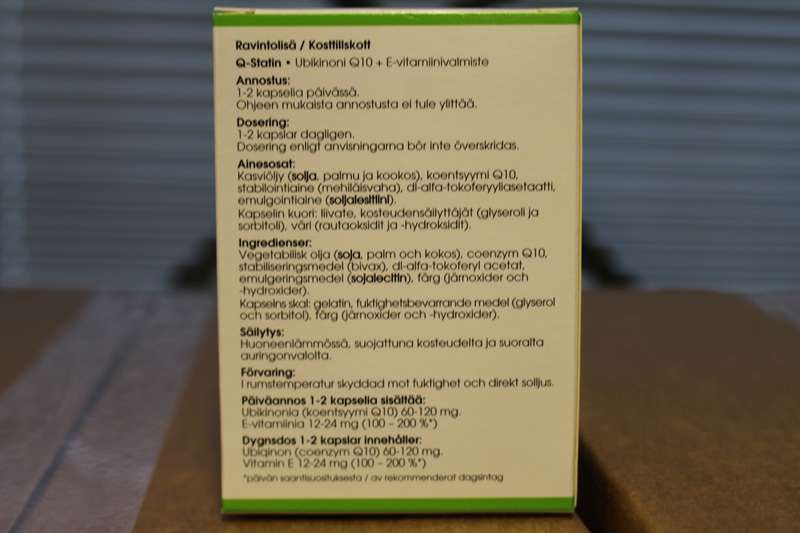 Ravintolisä / Kosttillskott
Q-Statin • Ubikinoni Q10 + E-vitamiinivalmiste
Annostus:
1-2 kapselia päivässä.
Ohjeen mukaista annostusta ei tule ylittää.
Dosering:
1-2 kapslar dagligen.
Dosering enligt anvisningarna bör inte överskridas.
Ainesosat:
Kasviöljy (soija, palmu ja kookos), koentsyymi Q10,
stabilointiaine (mehiläisvaha), dl-alfa-tokoferyyliasetaatti,
emulgointiaine (soijalesitiini).
Kapselin kuori: liivate, kosteudensäilyttäjät (glyseroli ja
sorbitoli), väri (rautaoksidit ja -hydroksidit).
Ingredienser:
Vegetabilisk olja (soja, palm och kokos), coenzym Q10,
stabiliseringsmedel (bivax), dl-alfa-tokoferyl acetat,
emulgeringsmedel (sojalecitin), färg (järnoxider och
-hydroxider).
Kapselns skal: gelatin, fuktighetsbevarande medel (glyserol
och sorbitol), färg (järnoxider och -hydroxider).
Säilytys:
Huoneenlämmössä, suojattuna kosteudelta ja suoralta
auringonvalolta.
Förvaring:
I rumstemperatur skyddad mot fuktighet och direkt solljus.
Päiväannos 1-2 kapselia sisältää:
Ubikinonia (koentsyymi Q10) 60-120 mg.
E-vitamiinia 12-24 mg (100 – 200 %*)
Dygnsdos 1-2 kapslar innehåller:
Ubiqinon (coenzym Q10) 60-120 mg.
Vitamin E 12-24 mg (100 – 200 %*)
*päivän saantisuosituksesta / av rekommenderat dagsintag